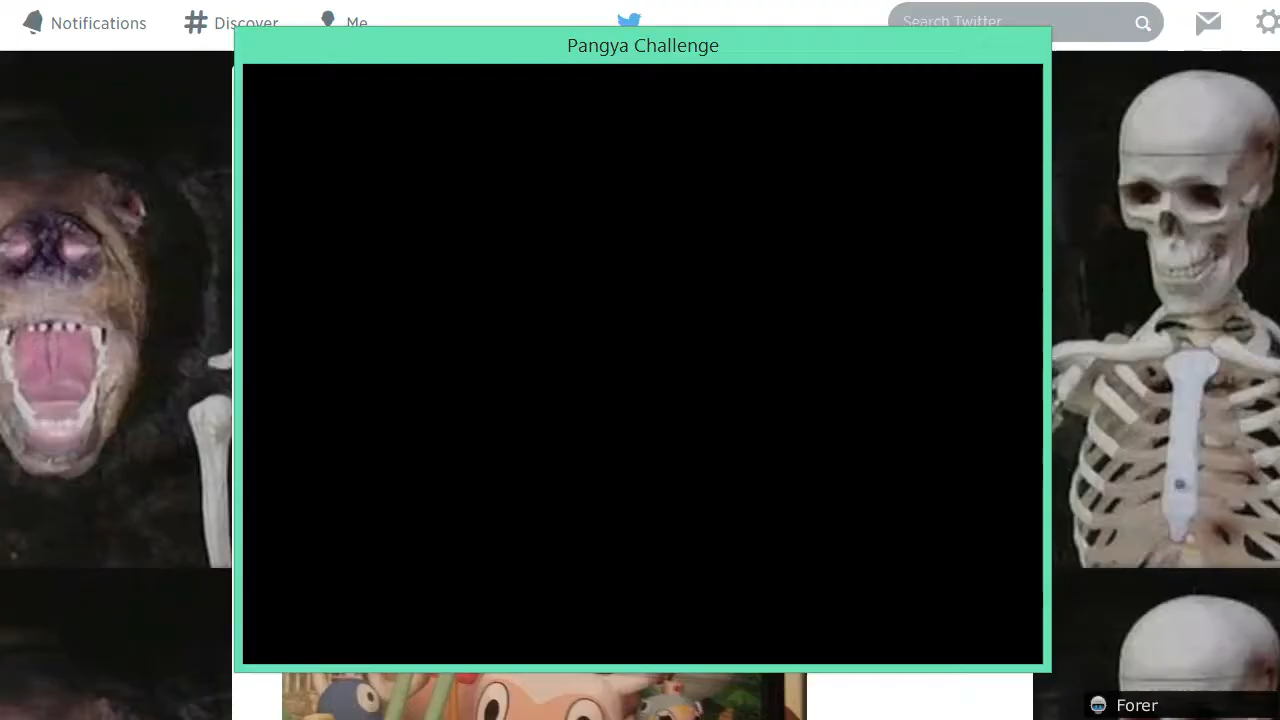 Notifications
Discover
Me
Search Twitter
Pangya Challenge
Forer